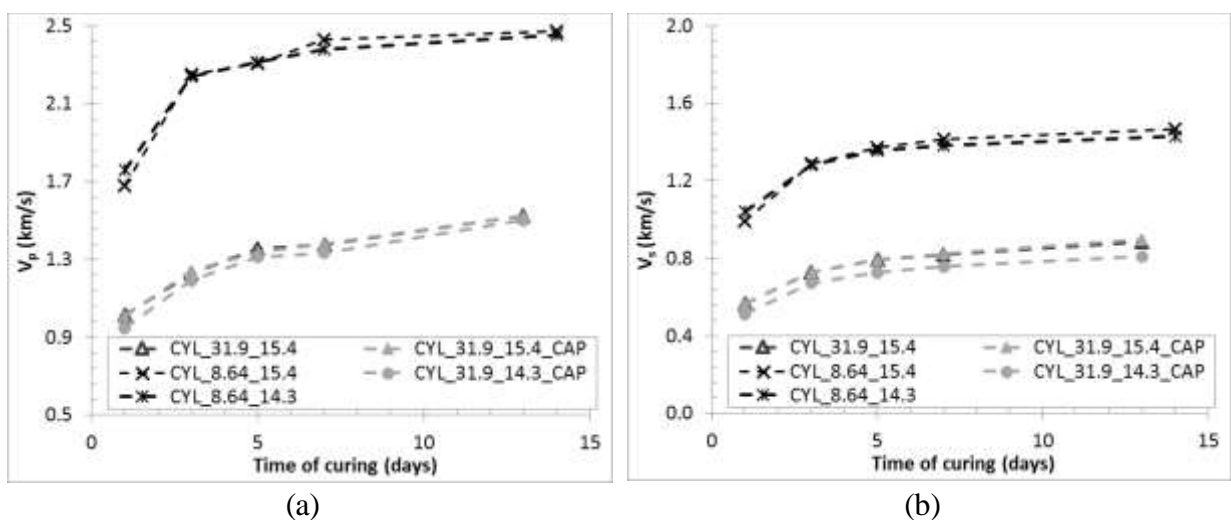 2.5
2.1
1.7
1.3
0.9
0.5
Vp (km/s)
CYL_31.9_15.4
CYL_31.9_15.4_CAP
CYL_8.64_15.4
CYL_31.9_14.3_CAP
CYL_8.64_14.3
0 5 10 15
Time of curing (days)
(a)
2.0
1.6
1.2
0.8
0.4
0.0
Vs (km/s)
CYL_31.9_15.4
CYL_31.9_15.4_CAP
CYL_8.64_15.4
CYL_31.9_14.3_CAP
CYL_8.64_14.3
0 5 10 15
Time of curing (days)
(b)